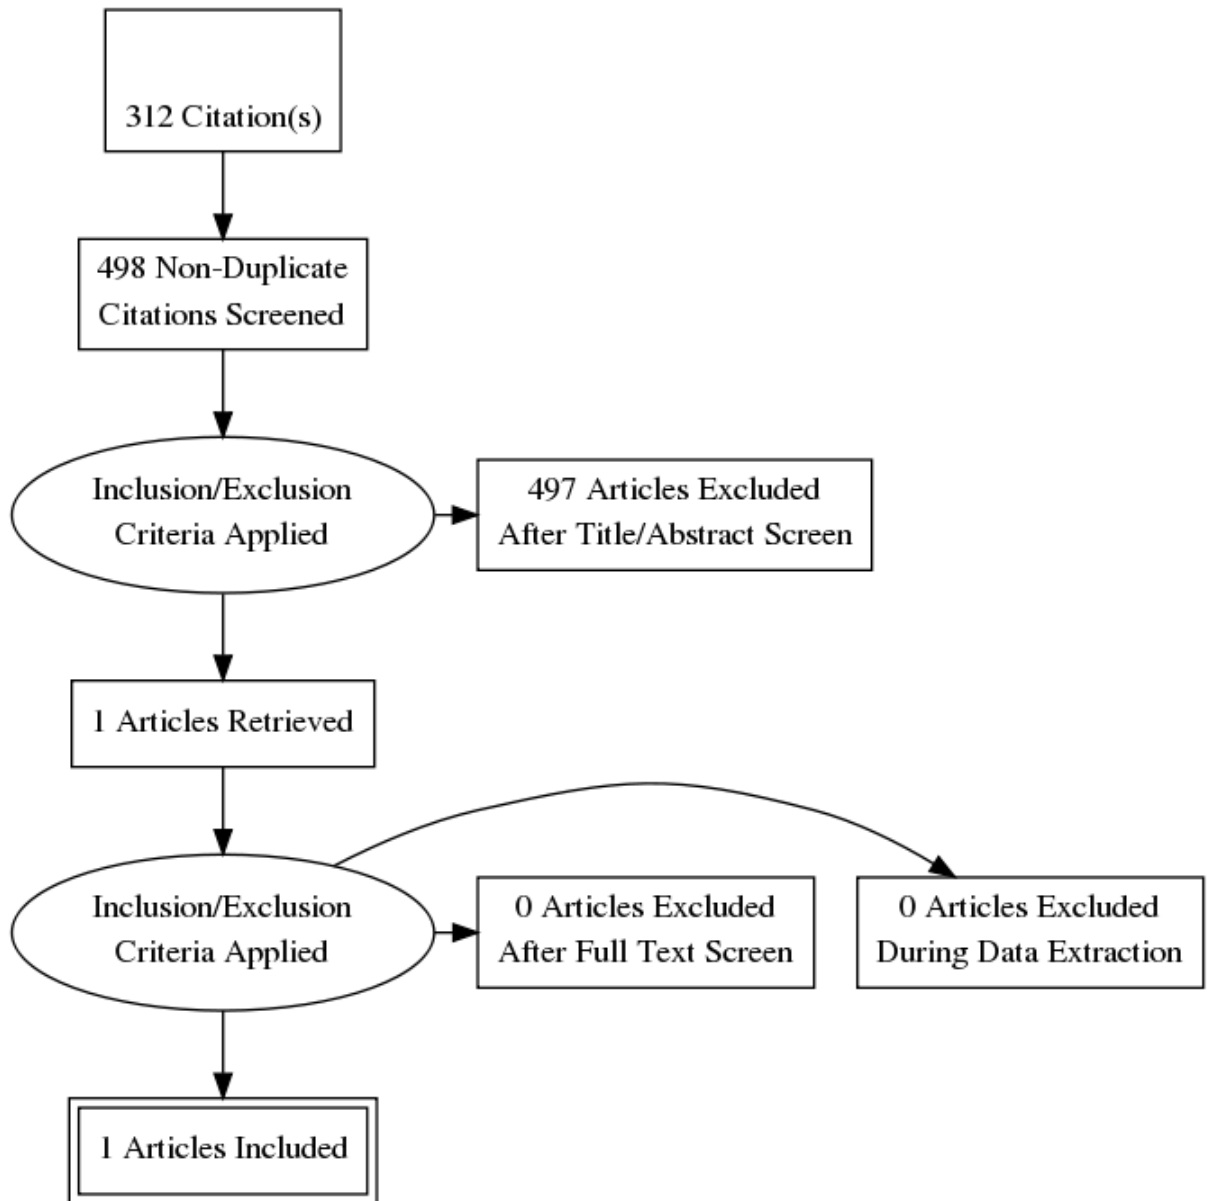 312 Citation(s)
498 Non-Duplicate
Citations Screened
Inclusion/Exclusion
Criteria Applied
497 Articles Excluded
After Title/Abstract Screen
1 Articles Retrieved
Inclusion/Exclusion
Criteria Applied
0 Articles Excluded
After Full Text Screen
0 Articles Excluded
During Data Extraction
1 Articles Included